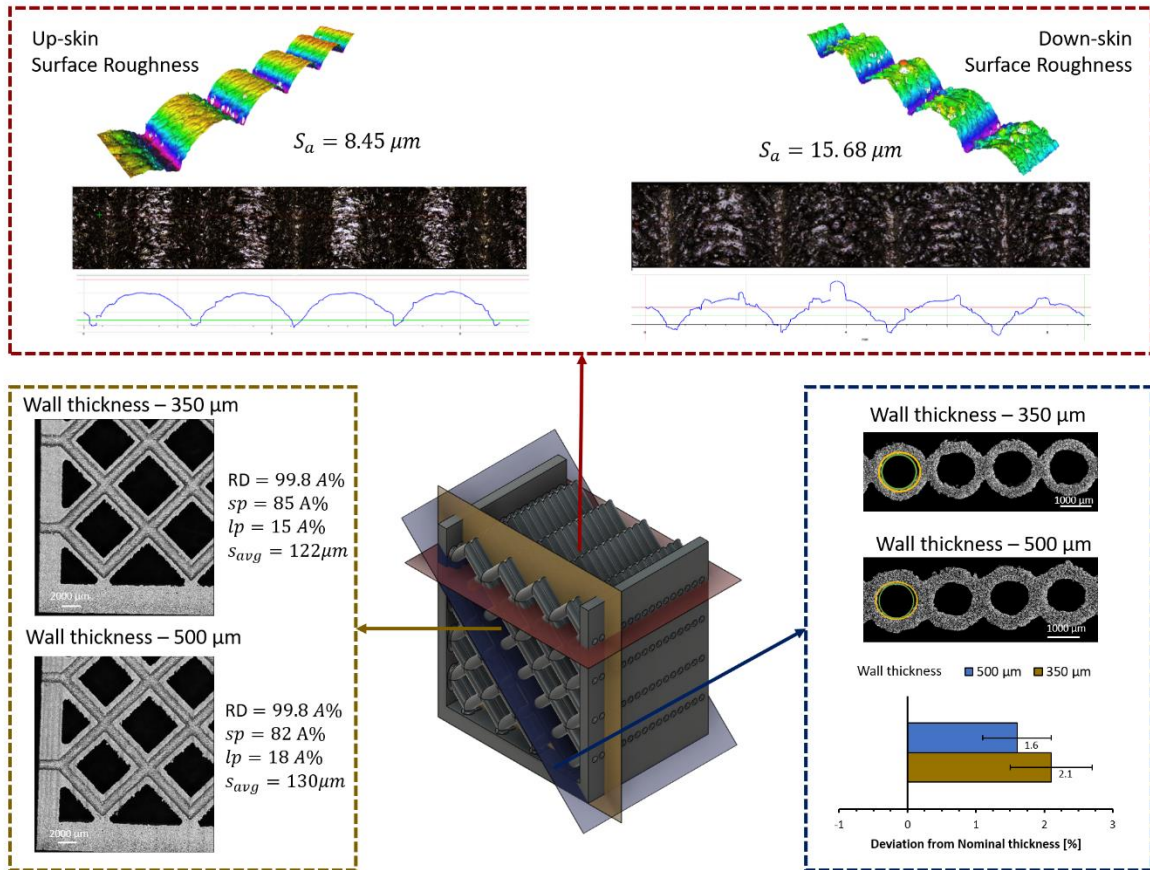 Up-skin
Surface Roughness
Sₐ = 8.45 μm
Down-skin
Surface Roughness
Sₐ = 15.68 μm
Wall thickness – 350 μm
RD = 99.8 A%
sp = 85 A%
lp = 15 A%
s_avg = 122μm
2000 μm
Wall thickness – 500 μm
RD = 99.8 A%
sp = 82 A%
lp = 18 A%
s_avg = 130μm
2000 μm
Wall thickness – 350 μm
1000 μm
Wall thickness – 500 μm
1000 μm
Wall thickness 500 μm 350 μm
1.6
2.1
-1 0 1 2 3
Deviation from Nominal thickness [%]